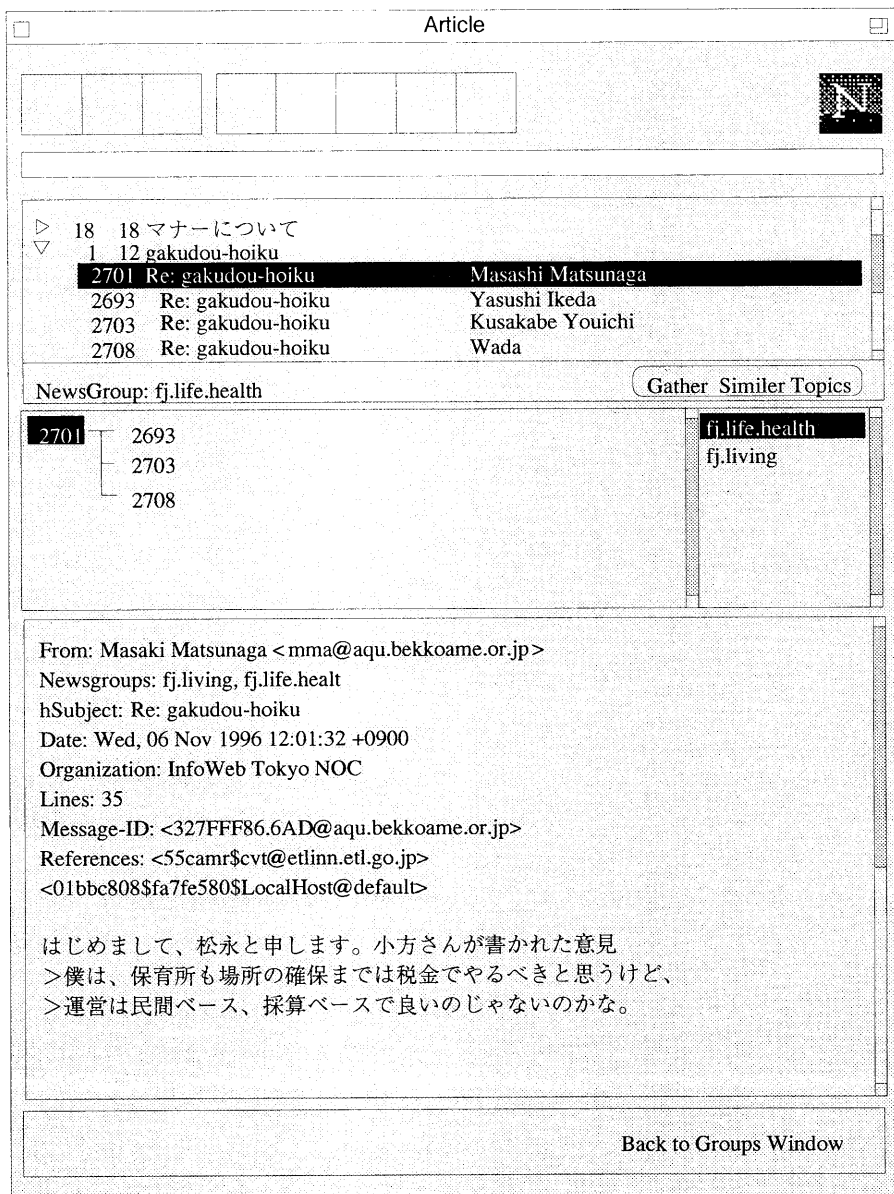 Article
N
18 18 マナーについて
1 12 gakudou-hoiku
2701 Re: gakudou-hoiku Masashi Matsunaga
2693 Re: gakudou-hoiku Yasushi Ikeda
2703 Re: gakudou-hoiku Kusakabe Youichi
2708 Re: gakudou-hoiku Wada
NewsGroup: fj.life.health Gather Similer Topics
2701 2693 fj.life.health
2703 fj.living
2708
From: Masaki Matsunaga <mma@aqu.bekkoame.or.jp>
Newsgroups: fj.living, fj.life.healt
hSubject: Re: gakudou-hoiku
Date: Wed, 06 Nov 1996 12:01:32 +0900
Organization: InfoWeb Tokyo NOC
Lines: 35
Message-ID: <327FFF86.6AD@aqu.bekkoame.or.jp>
References: <55camr$cvt@etlinn.etl.go.jp>
<01bbc808$fa7fe580$LocalHost@default>
はじめまして、松永と申します。小方さんが書かれた意見
>僕は、保育所も場所の確保までは税金でやるべきと思うけど、
>運営は民間ベース、採算ベースで良いのじゃないのかな。
Back to Groups Window